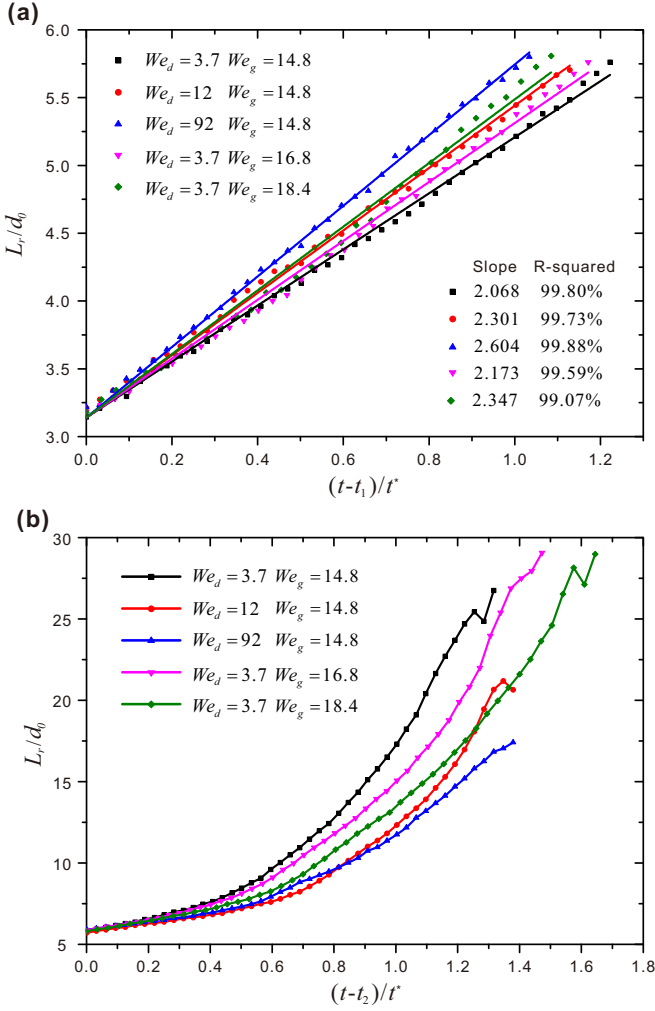 (a)
6.0
5.5
5.0
4.5
4.0
3.5
3.0
L_r/d_0
We_d = 3.7 We_g = 14.8
We_d = 12 We_g = 14.8
We_d = 92 We_g = 14.8
We_d = 3.7 We_g = 16.8
We_d = 3.7 We_g = 18.4
Slope R-squared
2.068 99.80%
2.301 99.73%
2.604 99.88%
2.173 99.59%
2.347 99.07%
0.0 0.2 0.4 0.6 0.8 1.0 1.2
(t-t_1)/t*
(b)
30
25
20
15
10
5
L_r/d_0
We_d = 3.7 We_g = 14.8
We_d = 12 We_g = 14.8
We_d = 92 We_g = 14.8
We_d = 3.7 We_g = 16.8
We_d = 3.7 We_g = 18.4
0.0 0.2 0.4 0.6 0.8 1.0 1.2 1.4 1.6 1.8
(t-t_2)/t*